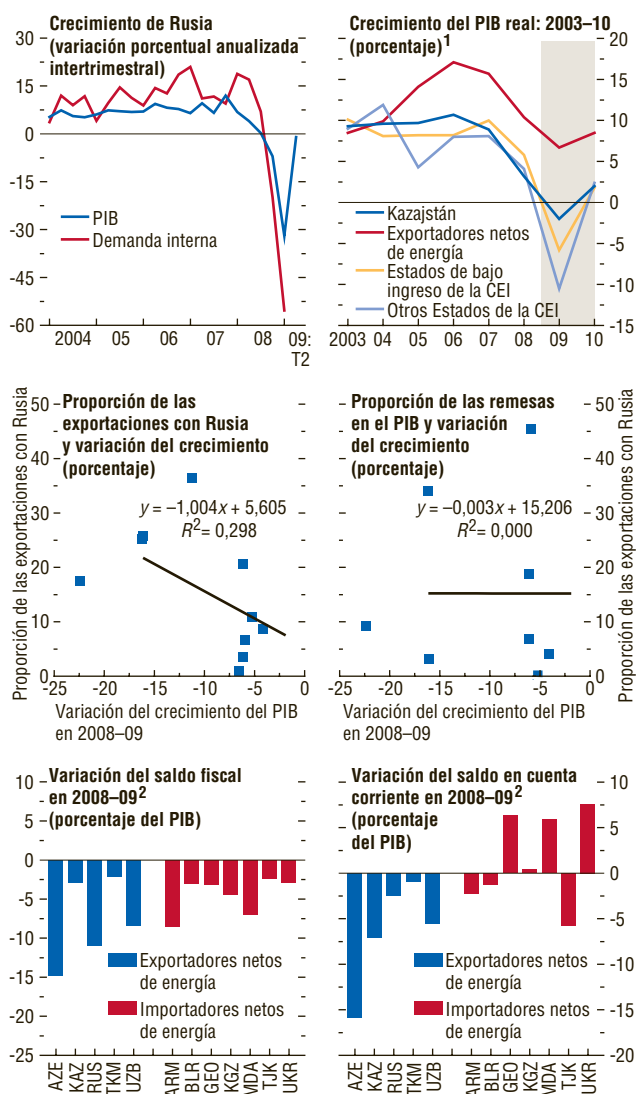 Crecimiento de Rusia
(variación porcentual anualizada
intertrimestral)
30
15
0
-15
-30
-45
-60
PIB
Demanda interna
2004
05
06
07
08
09:
T2
Crecimiento del PIB real: 2003–10
(porcentaje)1
20
15
10
5
0
-5
-10
-15
Kazajstán
Exportadores netos
de energía
Estados de bajo
ingreso de la CEI
Otros Estados de la CEI
2003
04
05
06
07
08
09
10
Proporción de las
exportaciones con Rusia
y variación del crecimiento
(porcentaje)
Proporción de las exportaciones con Rusia
50
40
30
20
10
0
y = –1,004x + 5,605
R2= 0,298
-25
-20
-15
-10
-5
0
Variación del crecimiento del PIB
en 2008–09
Proporción de las remesas
en el PIB y variación
del crecimiento
(porcentaje)
Proporción de las exportaciones con Rusia
50
40
30
20
10
0
y = –0,003x + 15,206
R2= 0,000
-25
-20
-15
-10
-5
0
Variación del crecimiento del PIB
en 2008–09
Variación del saldo fiscal
en 2008–092
(porcentaje del PIB)
10
5
0
-5
-10
-15
-20
-25
Exportadores netos
de energía
Importadores netos
de energía
AZE
KAZ
RUS
TKM
UZB
ARM
BLR
GEO
KGZ
MDA
TJK
UKR
Variación del saldo en cuenta
corriente en 2008–092
(porcentaje
del PIB)
10
5
0
-5
-10
-15
-20
Exportadores netos
de energía
Importadores netos
de energía
AZE
KAZ
RUS
TKM
UZB
ARM
BLR
GEO
KGZ
MDA
TJK
UKR